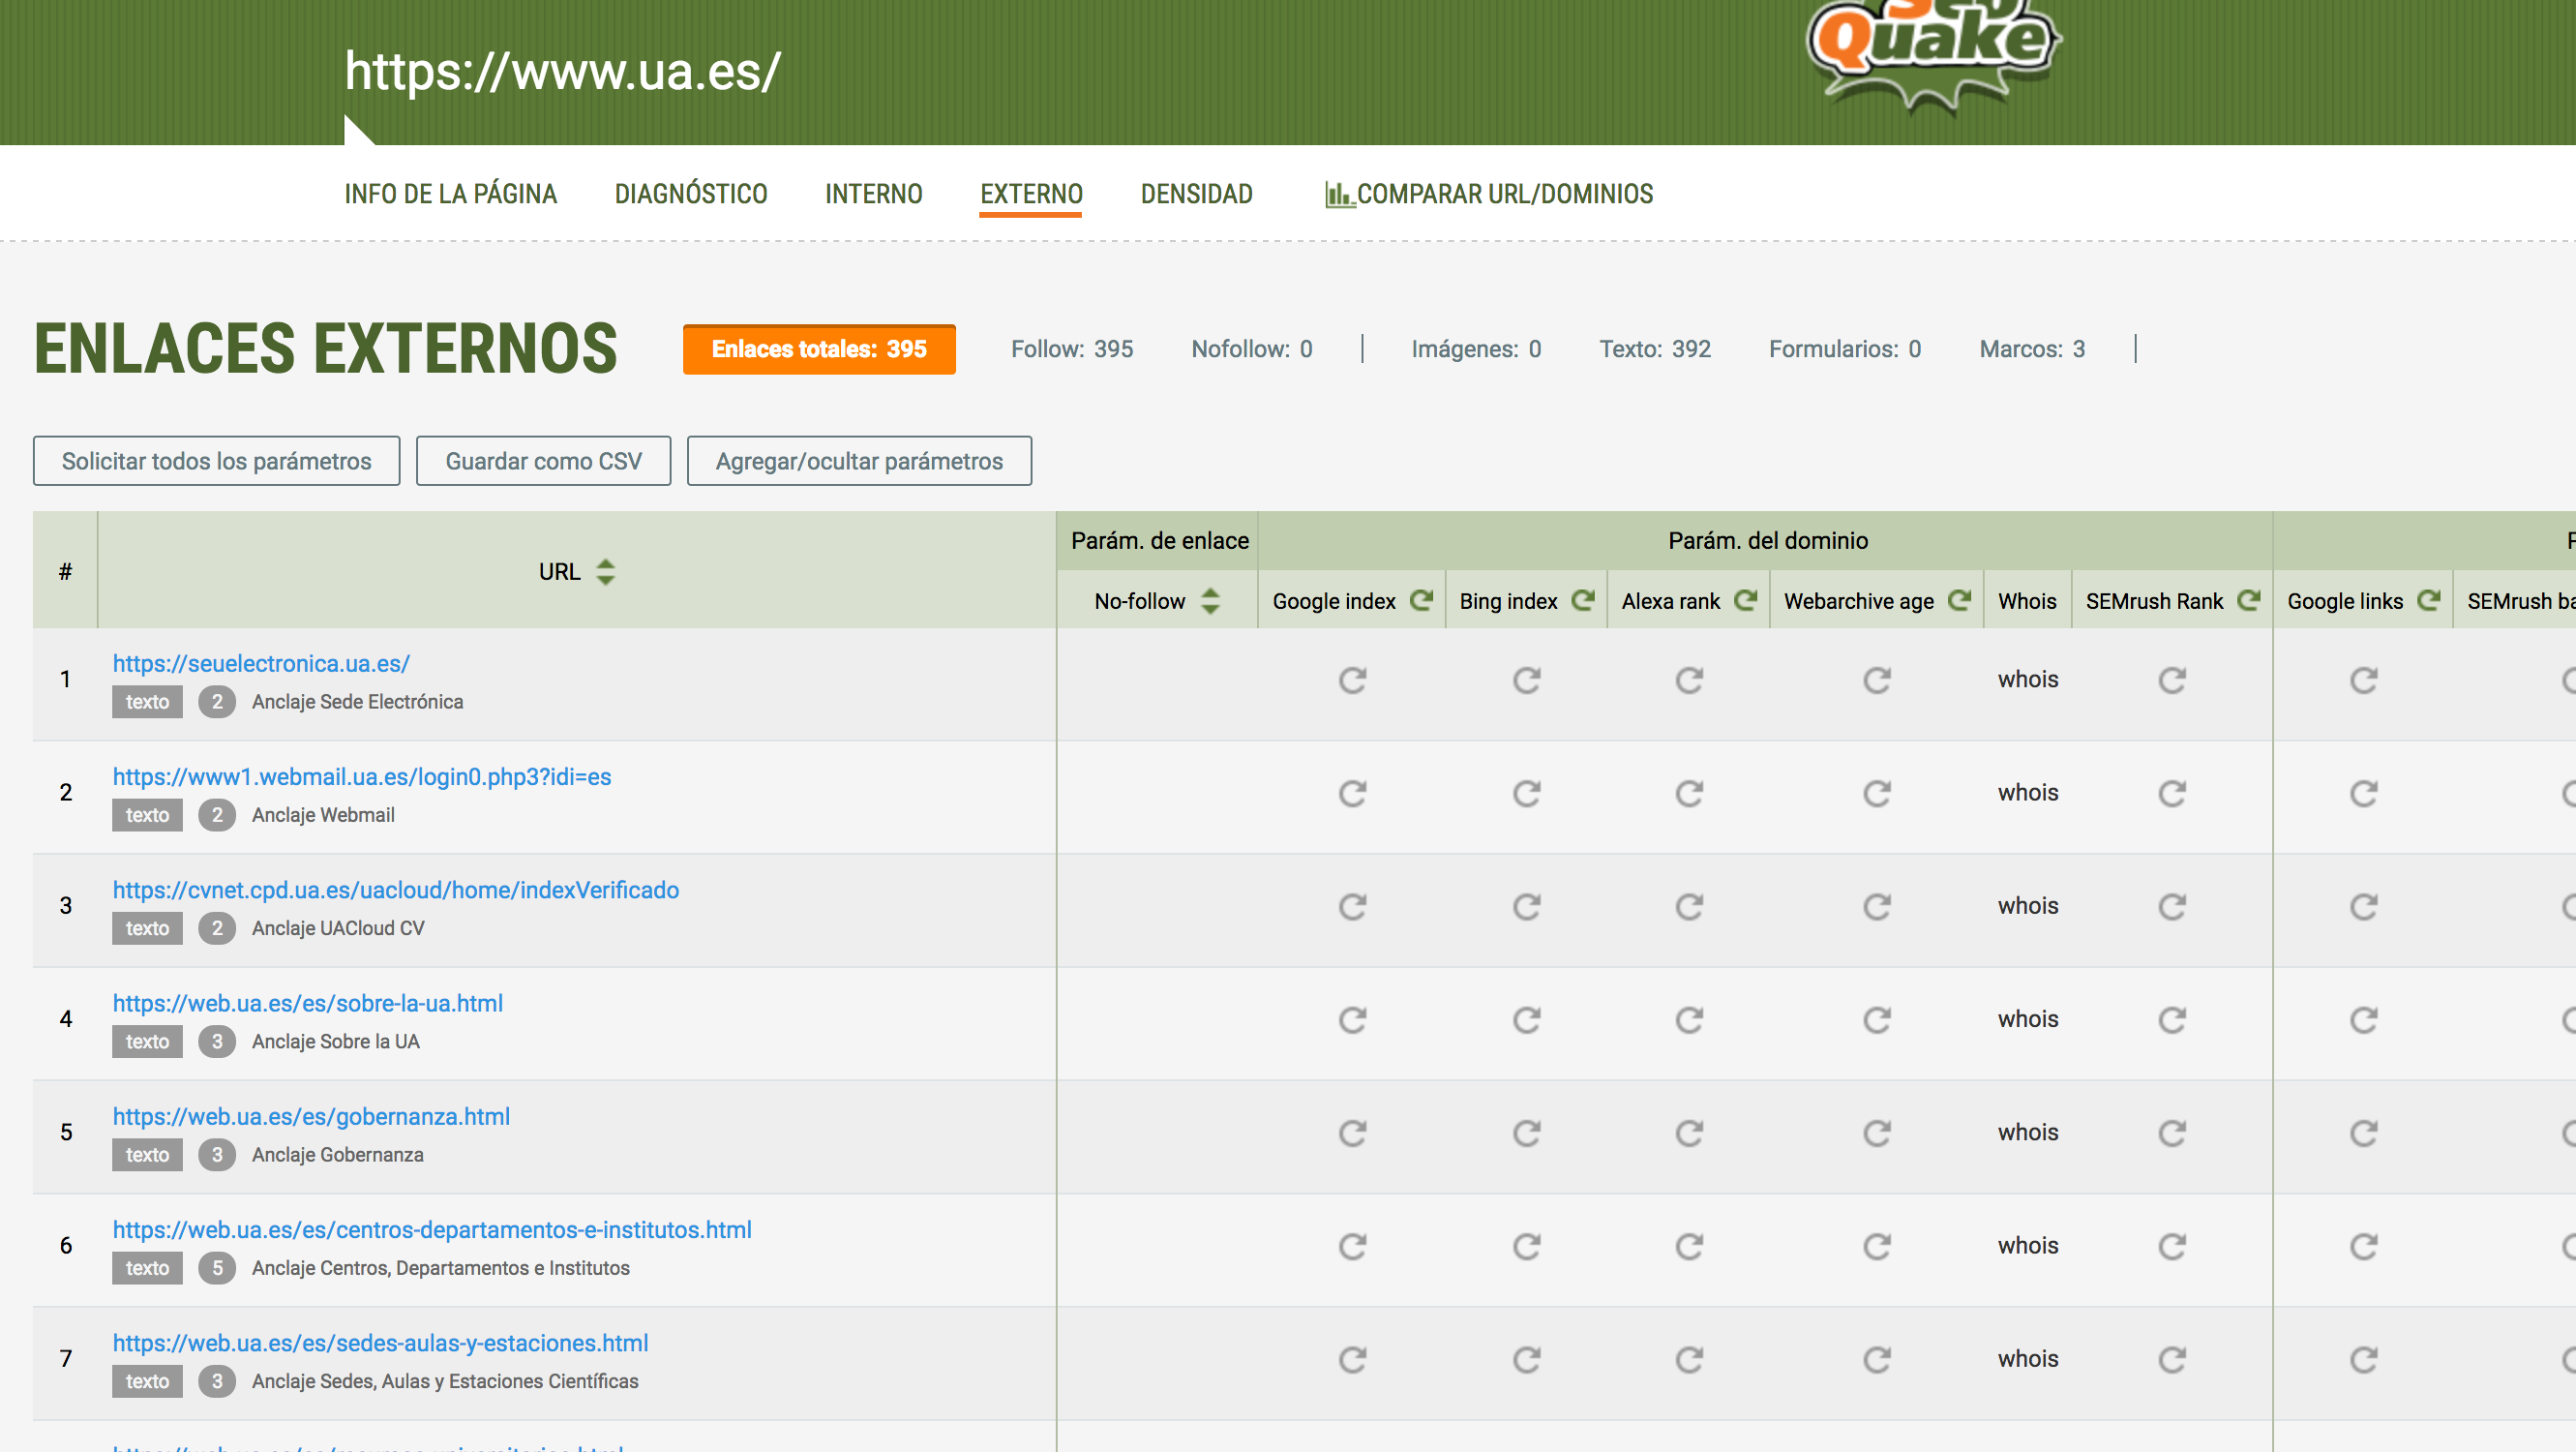 Quake
https://www.ua.es/
INFO DE LA PÁGINA DIAGNÓSTICO INTERNO EXTERNO DENSIDAD COMPARAR URL/DOMINIOS
ENLACES EXTERNOS Enlaces totales: 395 Follow: 395 Nofollow: 0 | Imágenes: 0 Texto: 392 Formularios: 0 Marcos: 3 |
Solicitar todos los parámetros Guardar como CSV Agregar/ocultar parámetros
Parám. de enlace Parám. del dominio
# URL
No-follow Google index Bing index Alexa rank Webarchive age Whois SEMrush Rank Google links SEMrush
1 https://seuelectronica.ua.es/ whois
texto 2 Anclaje Sede Electrónica
2 https://www1.webmail.ua.es/login0.php3?idi=es whois
texto 2 Anclaje Webmail
3 https://cvnet.cpd.ua.es/uacloud/home/indexVerificado whois
texto 2 Anclaje UACloud CV
4 https://web.ua.es/es/sobre-la-ua.html whois
texto 3 Anclaje Sobre la UA
5 https://web.ua.es/es/gobernanza.html whois
texto 3 Anclaje Gobernanza
6 https://web.ua.es/es/centros-departamentos-e-institutos.html whois
texto 5 Anclaje Centros, Departamentos e Institutos
7 https://web.ua.es/es/sedes-aulas-y-estaciones.html whois
texto 3 Anclaje Sedes, Aulas y Estaciones Científicas